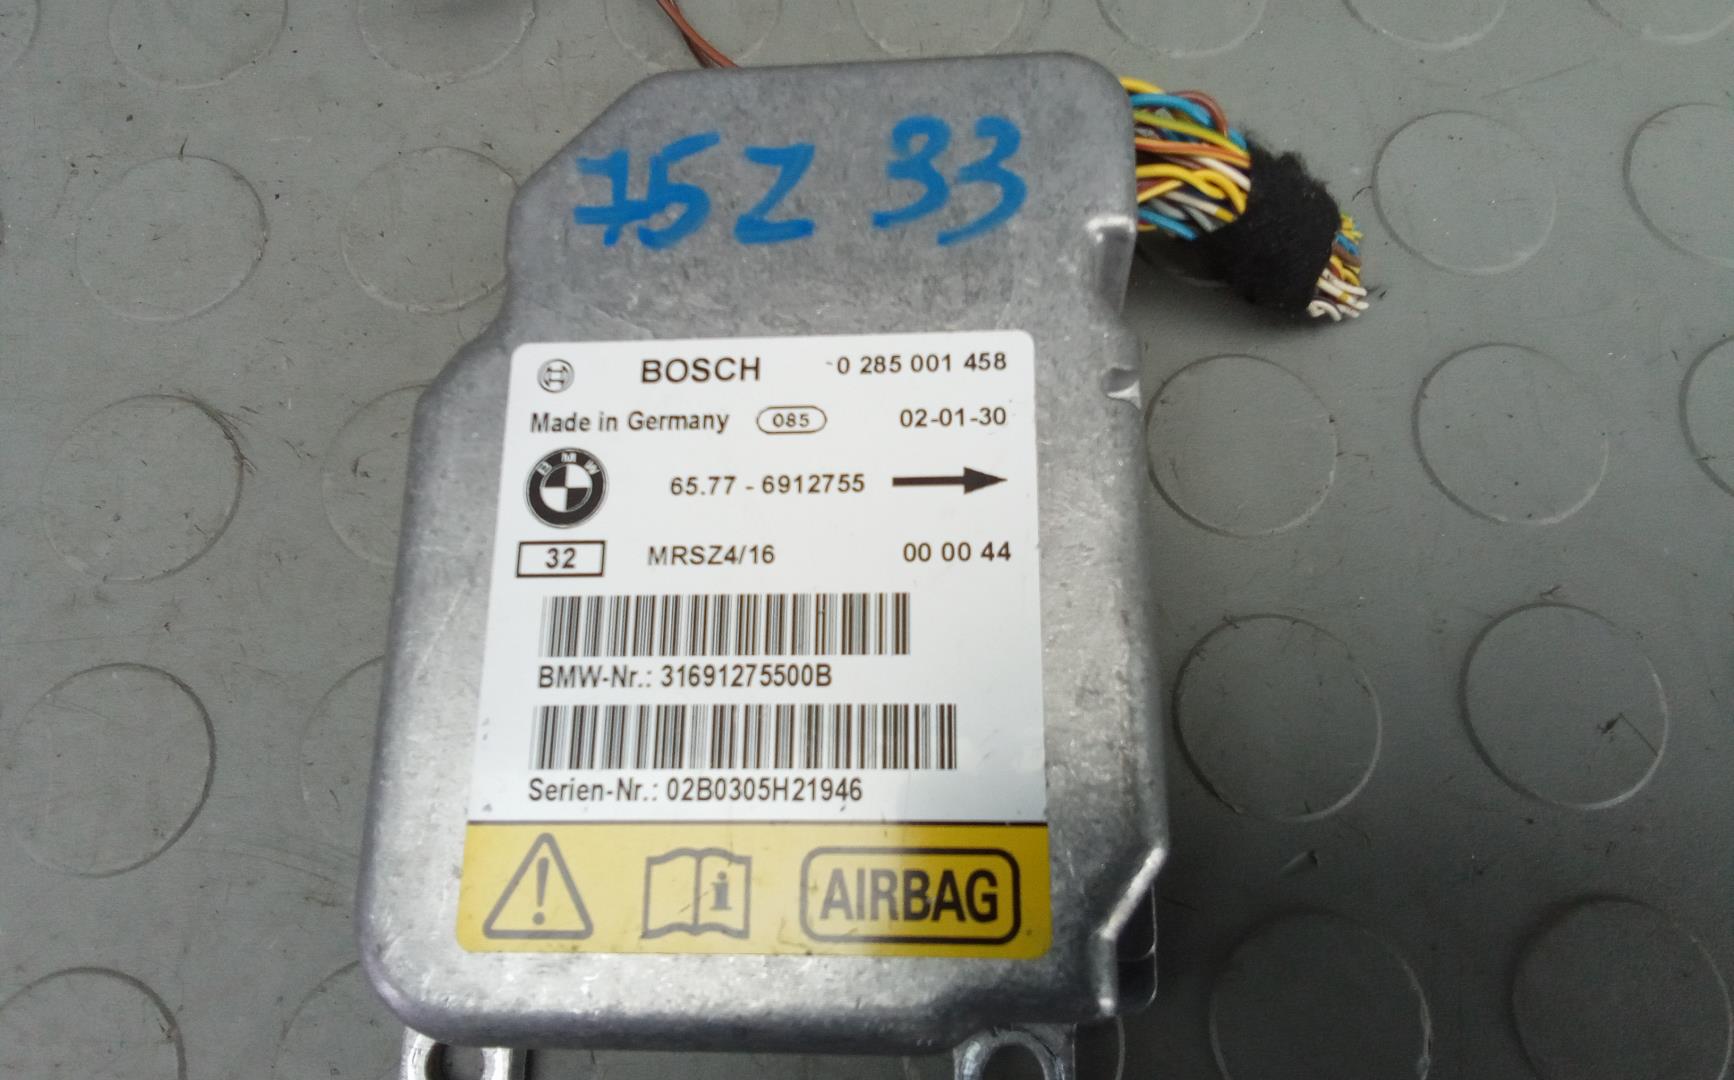 75Z 33
BOSCH 0 285 001 458
Made in Germany 085 02-01-30
BMW 65.77 - 6912755
32 MRSZ4/16 00 00 44
BMW-Nr.: 31691275500B
Serien-Nr.: 02B0305H21946
AIRBAG